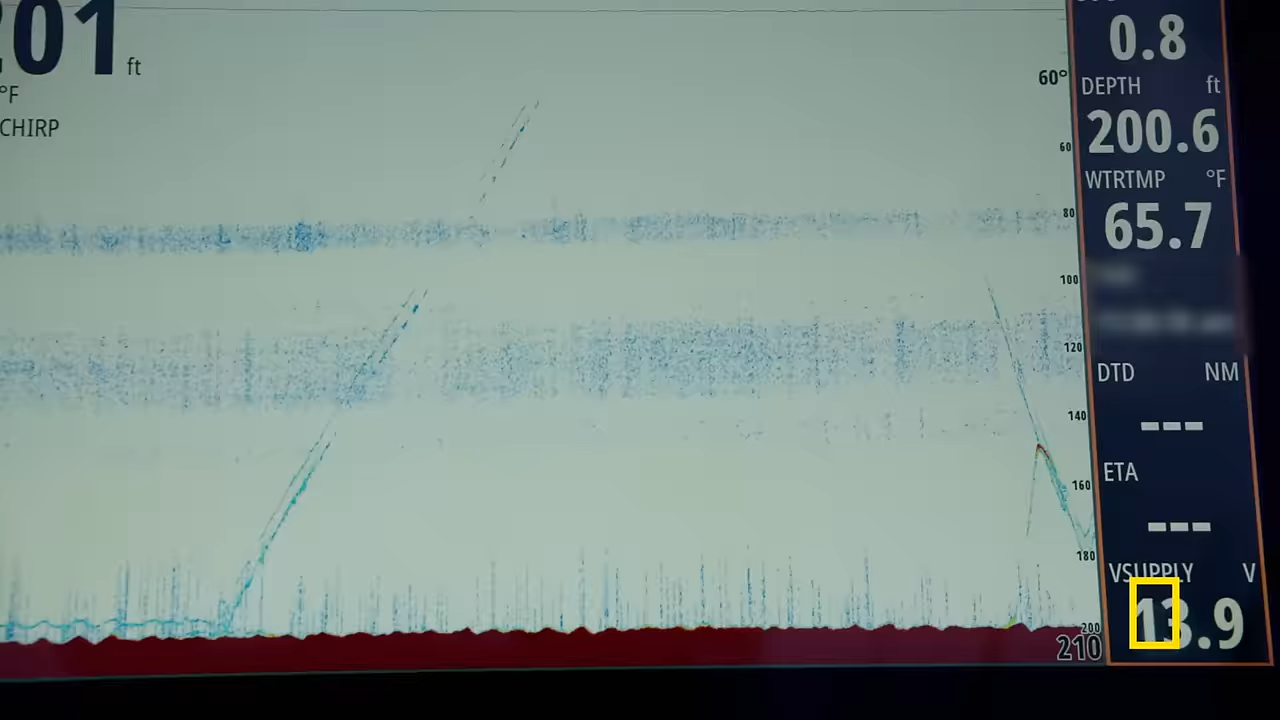 201 ft
°F
CHIRP
60°
60
80
100
120
140
160
180
200
210
0.8
DEPTH ft
200.6
WTRTMP °F
65.7
DTD NM
---
ETA
---
VSUPPLY V
13.9